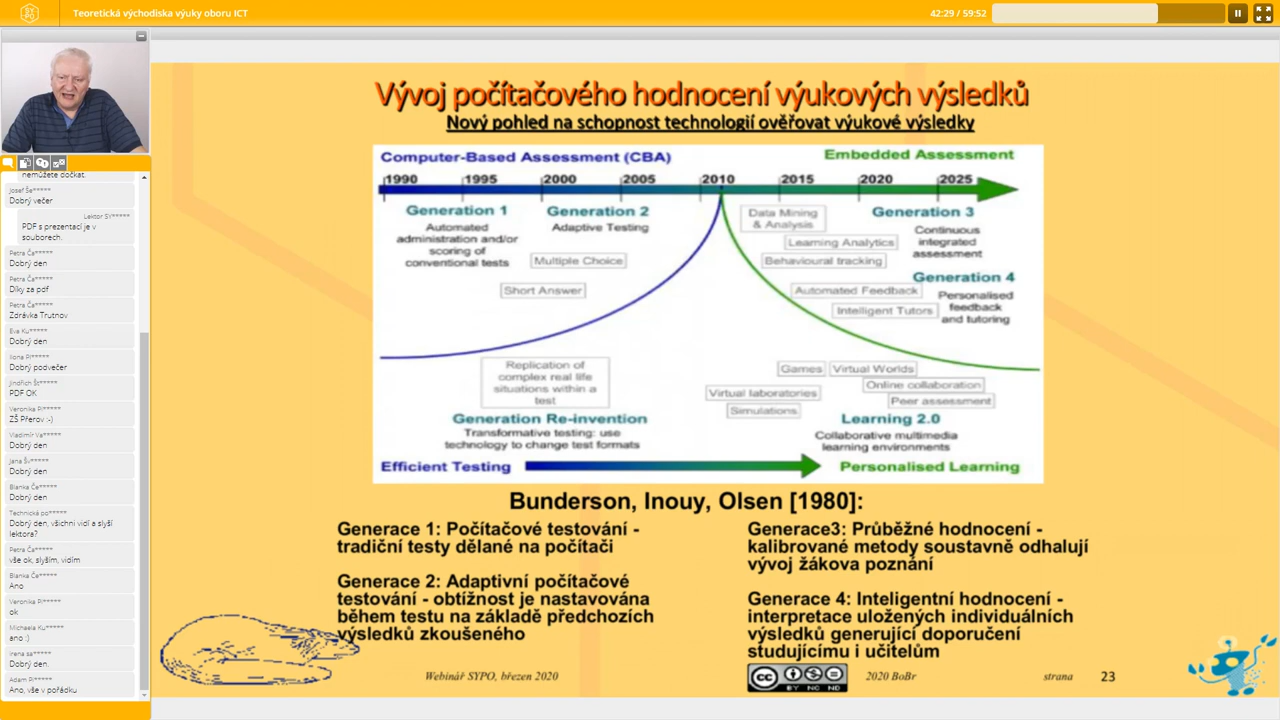 Teoretická východiska výuky oboru ICT
42:29 / 59:52
nemůžete dočkat.
Josef Še*****
Dobrý večer
Lektor SY*****
PDF s prezentací je v
souborech.
Petra Če*****
Dobrý den
Petra Če*****
Díky za pdf
Petra Če*****
Zdrávka Trutnov
Eva Ku*****
Dobrý den
Ilona Pi*****
Dobrý podvečer
Jindřich Št*****
PDF OK
Veronika Pi*****
ZŠ Přerov :-)
Vladimír Va*****
Dobrý den
Jana Šv*****
Dobrý den
Blanka Če*****
Dobrý den
Technická po*****
Dobrý den, všichni vidí a slyší
lektora?
Petra Če*****
vše ok, slyším, vidím
Blanka Če*****
Ano
Veronika Pi*****
ok
Michaela Ku*****
ano :)
Irena sa*****
Dobrý den.
Adam Pi*****
Ano, vše v pořádku
Vývoj počítačového hodnocení výukových výsledků
Nový pohled na schopnost technologií ověřovat výukové výsledky
Computer-Based Assessment (CBA)
Embedded Assessment
1990 1995 2000 2005 2010 2015 2020 2025
Generation 1
Automated
administration and/or
scoring of
conventional tests
Generation 2
Adaptive Testing
Multiple Choice
Short Answer
Data Mining
& Analysis
Learning Analytics
Behavioural tracking
Automated Feedback
Intelligent Tutors
Generation 3
Continuous
integrated
assessment
Generation 4
Personalised
feedback
and tutoring
Replication of
complex real life
situations within a
test
Generation Re-invention
Transformative testing: use
technology to change test formats
Games
Virtual Worlds
Online collaboration
Virtual laboratories
Peer assessment
Simulations
Learning 2.0
Collaborative multimedia
learning environments
Efficient Testing
Personalised Learning
Bunderson, Inouy, Olsen [1980]:
Generace 1: Počítačové testování -
tradiční testy dělané na počítači
Generace 2: Adaptivní počítačové
testování - obtížnost je nastavována
během testu na základě předchozích
výsledků zkoušeného
Generace3: Průběžné hodnocení -
kalibrované metody soustavně odhalují
vývoj žákova poznání
Generace 4: Inteligentní hodnocení -
interpretace uložených individuálních
výsledků generující doporučení
studujícímu i učitelům
Webinář SYPO, březen 2020
CC BY NC ND
2020 BoBr
strana 23